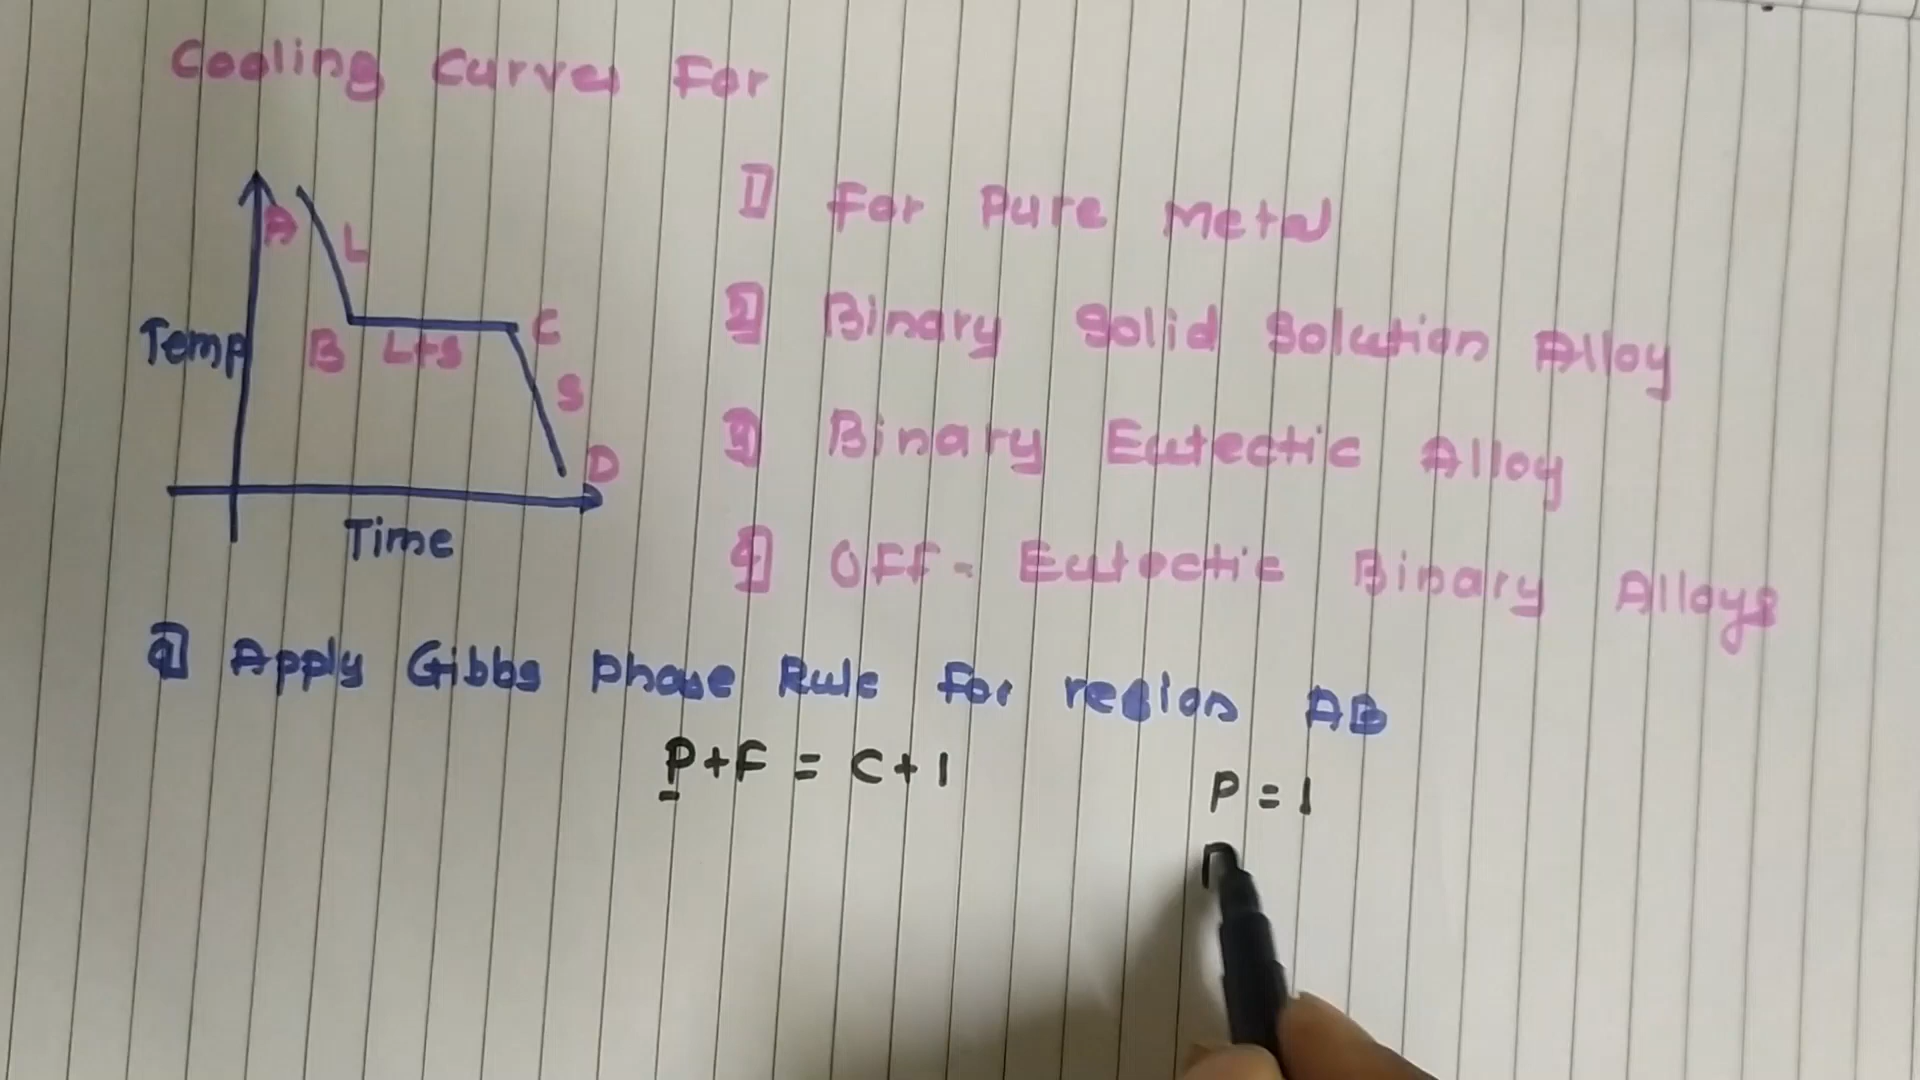 Cooling Curves For
A
L
Temp
B
L+S
C
S
D
Time
1] For Pure Metal
2] Binary Solid Solution Alloy
3] Binary Eutectic Alloy
4] OFF- Eutectic Binary Alloys
a] Apply Gibbs Phase Rule For region AB
P+F = C+1
P = 1